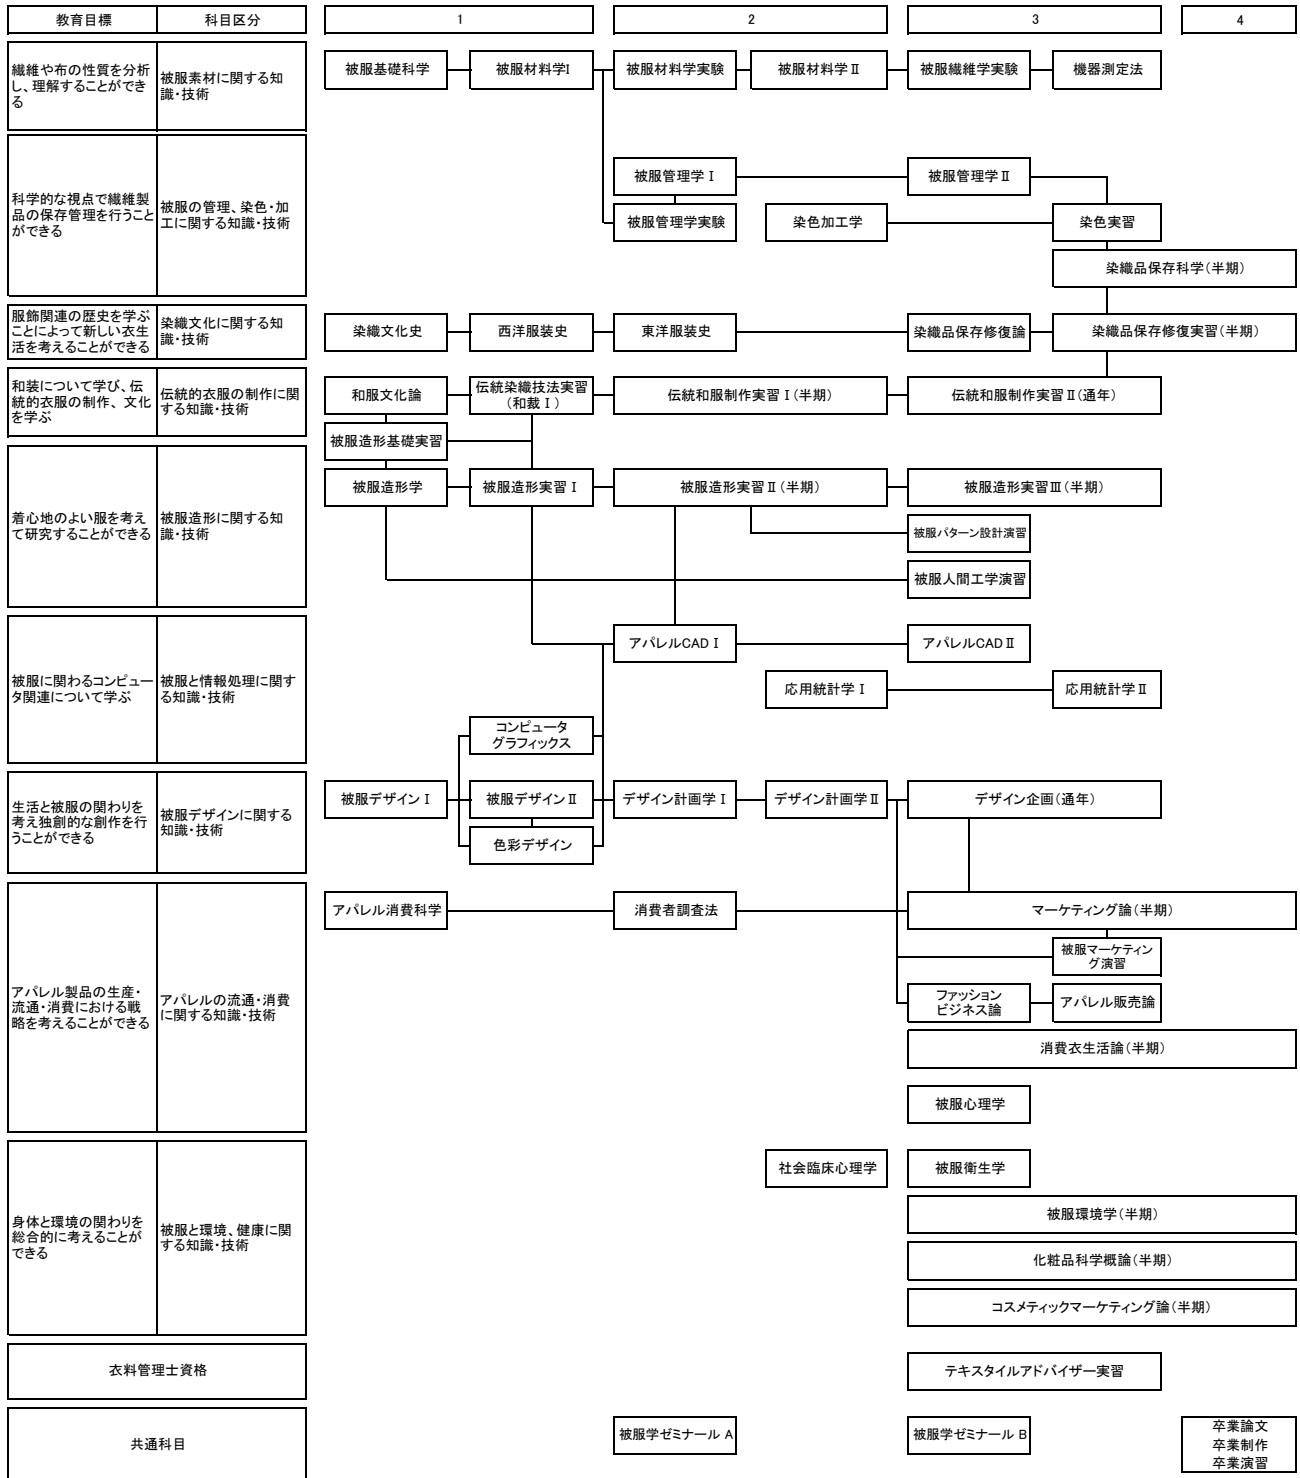 教育目標
科目区分
1
2
3
4
繊維や布の性質を分析
し、理解することができ
る
被服素材に関する知
識・技術
被服基礎科学
被服材料学Ⅰ
被服材料学実験
被服材料学Ⅱ
被服繊維学実験
機器測定法
科学的な視点で繊維製
品の保存管理を行うこと
ができる
被服の管理、染色・加
工に関する知識・技術
被服管理学Ⅰ
被服管理学Ⅱ
被服管理学実験
染色加工学
染色実習
染織品保存科学(半期)
服飾関連の歴史を学ぶ
ことによって新しい衣生
活を考えることができる
染織文化に関する知
識・技術
染織文化史
西洋服装史
東洋服装史
染織品保存修復論
染織品保存修復実習(半期)
和装について学び、伝
統的衣服の制作、文化
を学ぶ
伝統的衣服の制作に関
する知識・技術
和服文化論
伝統染織技法実習
(和裁Ⅰ)
伝統和服制作実習Ⅰ(半期)
伝統和服制作実習Ⅱ(通年)
被服造形基礎実習
着心地のよい服を考え
て研究することができる
被服造形に関する知
識・技術
被服造形学
被服造形実習Ⅰ
被服造形実習Ⅱ(半期)
被服造形実習Ⅲ(半期)
被服パターン設計演習
被服人間工学演習
被服に関わるコンピュー
タ関連について学ぶ
被服と情報処理に関す
る知識・技術
アパレルCADⅠ
アパレルCADⅡ
応用統計学Ⅰ
応用統計学Ⅱ
コンピュータ
グラフィックス
生活と被服の関わりを
考え独創的な創作を行
うことができる
被服デザインに関する
知識・技術
被服デザインⅠ
被服デザインⅡ
デザイン計画学Ⅰ
デザイン計画学Ⅱ
デザイン企画(通年)
色彩デザイン
アパレル製品の生産・
流通・消費における戦
略を考えることができる
アパレルの流通・消費
に関する知識・技術
アパレル消費科学
消費者調査法
マーケティング論(半期)
被服マーケティン
グ演習
ファッション
ビジネス論
アパレル販売論
消費衣生活論(半期)
被服心理学
身体と環境の関わりを
総合的に考えることが
できる
被服と環境、健康に関
する知識・技術
社会臨床心理学
被服衛生学
被服環境学(半期)
化粧品科学概論(半期)
コスメティックマーケティング論(半期)
衣料管理士資格
テキスタイルアドバイザー実習
共通科目
被服学ゼミナール A
被服学ゼミナール B
卒業論文
卒業制作
卒業演習